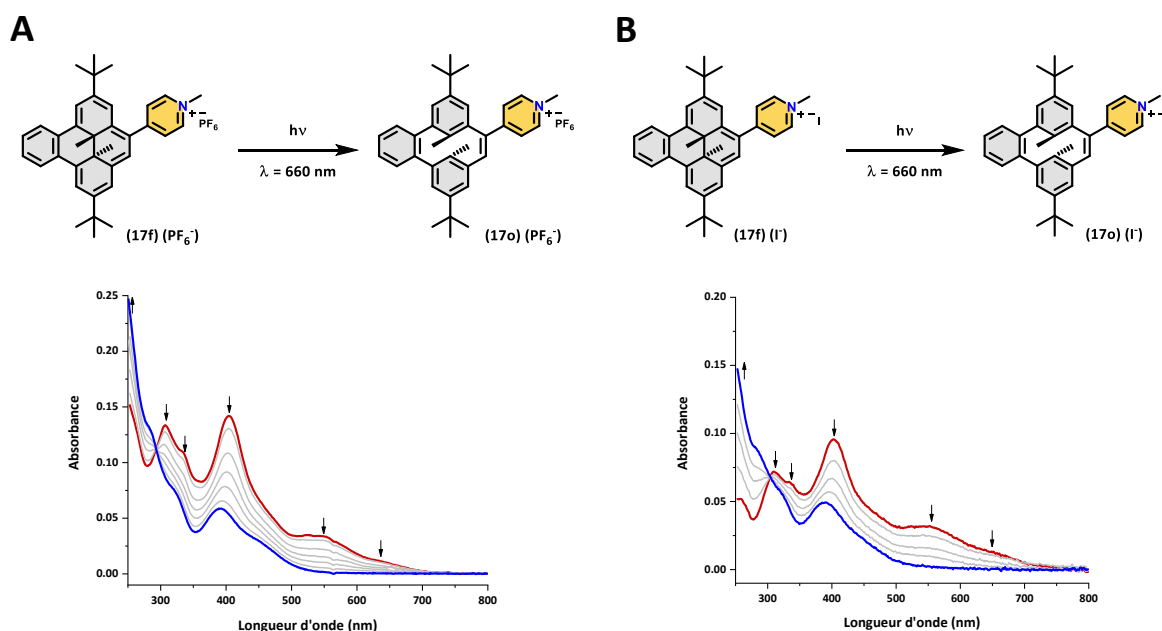 A
N
+ −
PF6
hν
λ = 660 nm
N
+ −
PF6
(17f) (PF6-)
(17o) (PF6-)
0.25
0.20
0.15
0.10
0.05
0.00
Absorbance
300 400 500 600 700 800
Longueur d'onde (nm)
B
N
+ −
I
hν
λ = 660 nm
N
+ −
(17f) (I-)
(17o) (I-)
0.20
0.15
0.10
0.05
0.00
Absorbance
300 400 500 600 700 800
Longueur d'onde (nm)